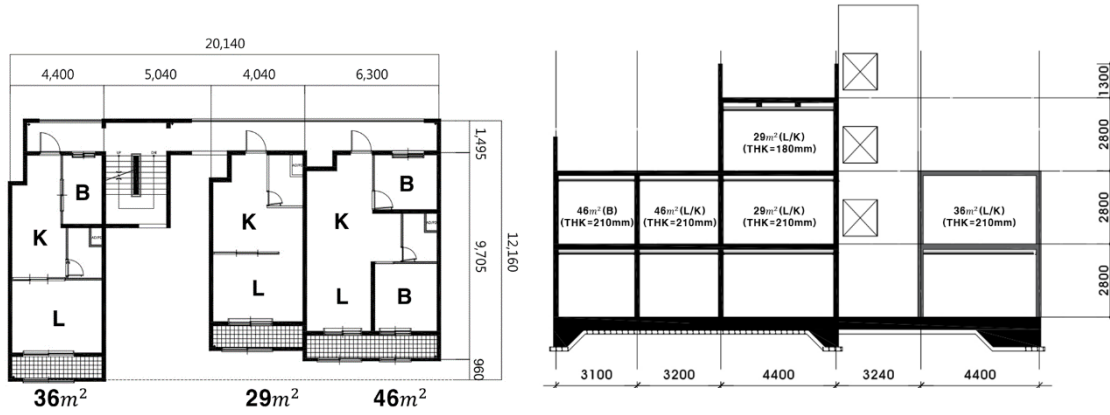 20,140
4,400
5,040
4,040
6,300
1,495
9,705
12,160
960
B
K
L
K
L
B
K
L
B
36m²
29m²
46m²
29m²(L/K)
(THK=180mm)
46m²(B)
(THK=210mm)
46m²(L/K)
(THK=210mm)
29m²(L/K)
(THK=210mm)
36m²(L/K)
(THK=210mm)
1300
2800
2800
2800
3100
3200
4400
3240
4400